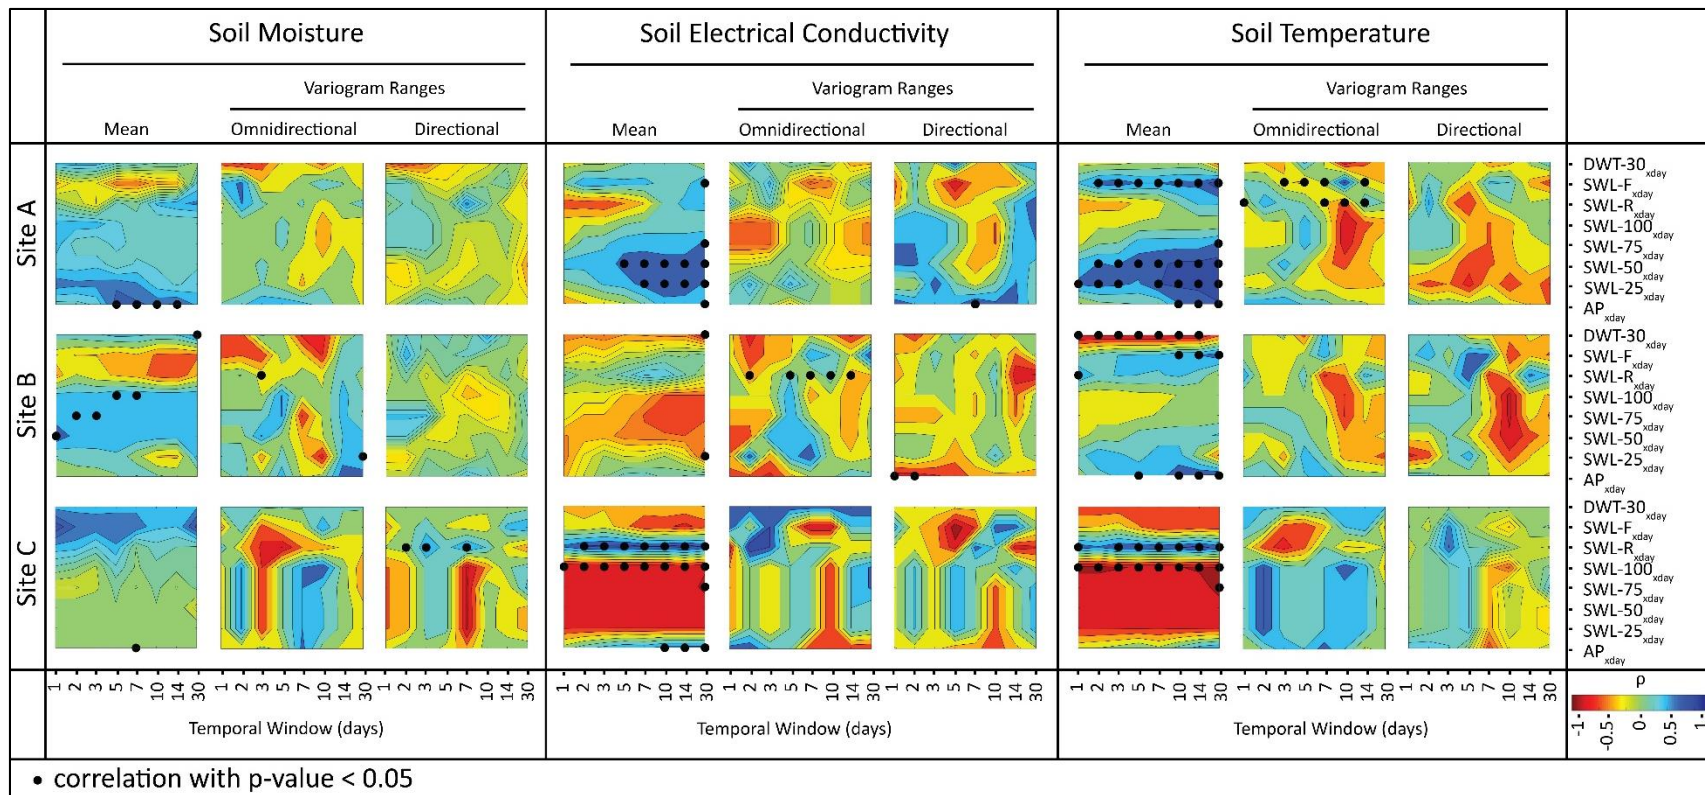 Soil Moisture
Soil Electrical Conductivity
Soil Temperature
Variogram Ranges
Variogram Ranges
Variogram Ranges
Mean
Omnidirectional
Directional
Mean
Omnidirectional
Directional
Mean
Omnidirectional
Directional
Site A
DWT-30xday
SWL-Fxday
SWL-Rxday
SWL-100xday
SWL-75xday
SWL-50xday
SWL-25xday
APxday
Site B
DWT-30xday
SWL-Fxday
SWL-Rxday
SWL-100xday
SWL-75xday
SWL-50xday
SWL-25xday
APxday
Site C
DWT-30xday
SWL-Fxday
SWL-Rxday
SWL-100xday
SWL-75xday
SWL-50xday
SWL-25xday
APxday
1 2 3 5 7 10 14 30
1 2 3 5 7 10 14 30
1 2 3 5 7 10 14 30
1 2 3 5 7 10 14 30
1 2 3 5 7 10 14 30
1 2 3 5 7 10 14 30
1 2 3 5 7 10 14 30
1 2 3 5 7 10 14 30
1 2 3 5 7 10 14 30
Temporal Window (days)
Temporal Window (days)
Temporal Window (days)
ρ
-1 -0.5 0 0.5 1
• correlation with p-value < 0.05